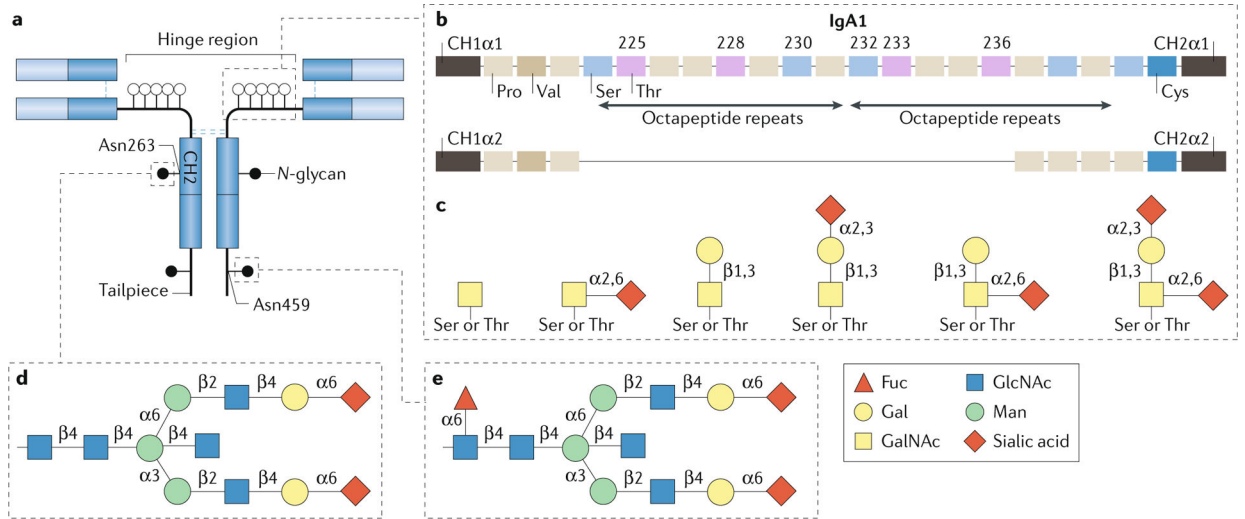 a
Hinge region
Asn263
CH2
N-glycan
Tailpiece
Asn459
b
IgA1
CH1α1 225 228 230 232 233 236 CH2α1
Pro Val Ser Thr Cys
Octapeptide repeats Octapeptide repeats
CH1α2 CH2α2
c
α2,3 α2,3
α2,6 β1,3 β1,3 β1,3 α2,6 β1,3 α2,6
Ser or Thr Ser or Thr Ser or Thr Ser or Thr Ser or Thr Ser or Thr
d
β2 β4 α6
α6
β4 β4 β4
α3
β2 β4 α6
e
β2 β4 α6
α6 α6
β4 β4 β4
α3
β2 β4 α6
Fuc GlcNAc
Gal Man
GalNAc Sialic acid